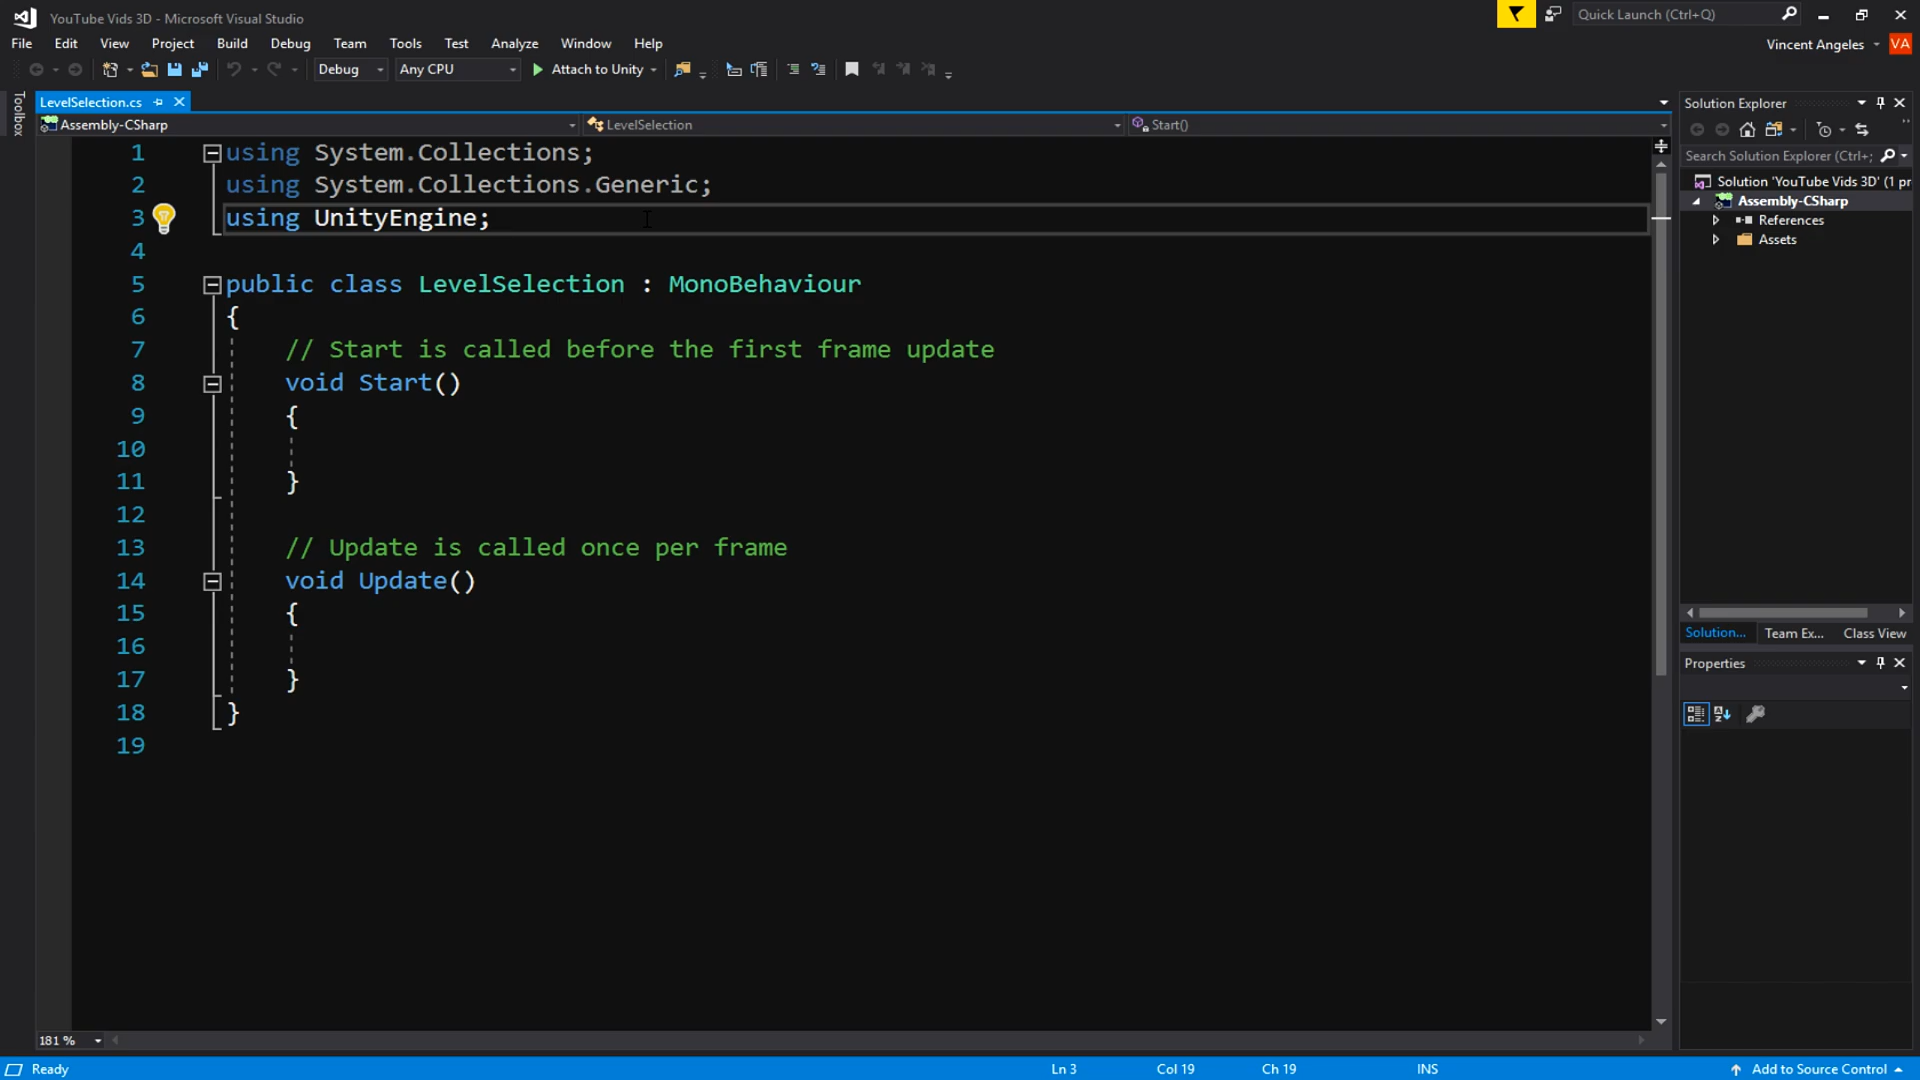 YouTube Vids 3D - Microsoft Visual Studio
Quick Launch (Ctrl+Q)
File Edit View Project Build Debug Team Tools Test Analyze Window Help
Vincent Angeles VA
Debug Any CPU Attach to Unity
Toolbox
LevelSelection.cs
Assembly-CSharp LevelSelection Start()
1 using System.Collections;
2 using System.Collections.Generic;
3 using UnityEngine;
4
5 public class LevelSelection : MonoBehaviour
6 {
7 // Start is called before the first frame update
8 void Start()
9 {
10
11 }
12
13 // Update is called once per frame
14 void Update()
15 {
16
17 }
18 }
19
Solution Explorer
Search Solution Explorer (Ctrl+;
Solution 'YouTube Vids 3D' (1 pr
Assembly-CSharp
References
Assets
Solution... Team Ex... Class View
Properties
181 %
Ready Ln 3 Col 19 Ch 19 INS Add to Source Control